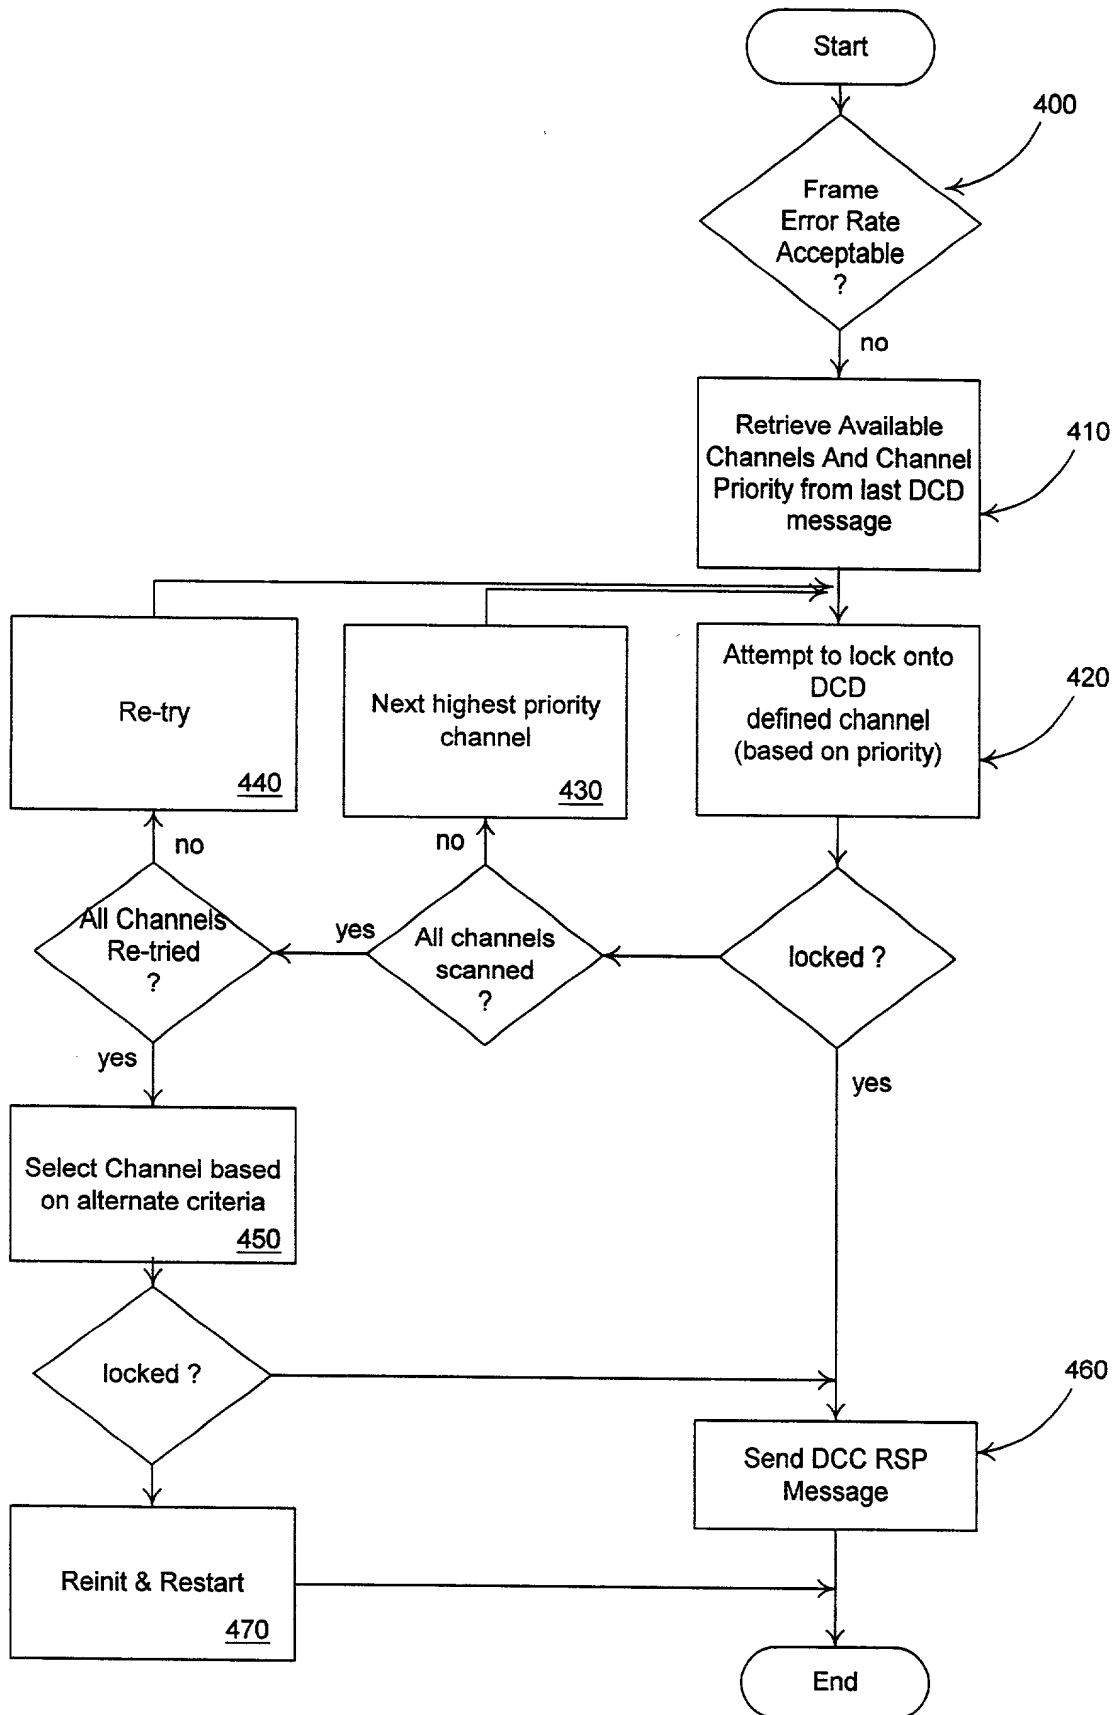 Start
400
Frame
Error Rate
Acceptable
?
no
Retrieve Available
Channels And Channel
Priority from last DCD
message
410
Re-try
440
Next highest priority
channel
430
Attempt to lock onto
DCD
defined channel
(based on priority)
420
no
no
All Channels
Re-tried
?
yes
All channels
scanned
?
locked ?
yes
yes
Select Channel based
on alternate criteria
450
locked ?
460
Send DCC RSP
Message
Reinit & Restart
470
End